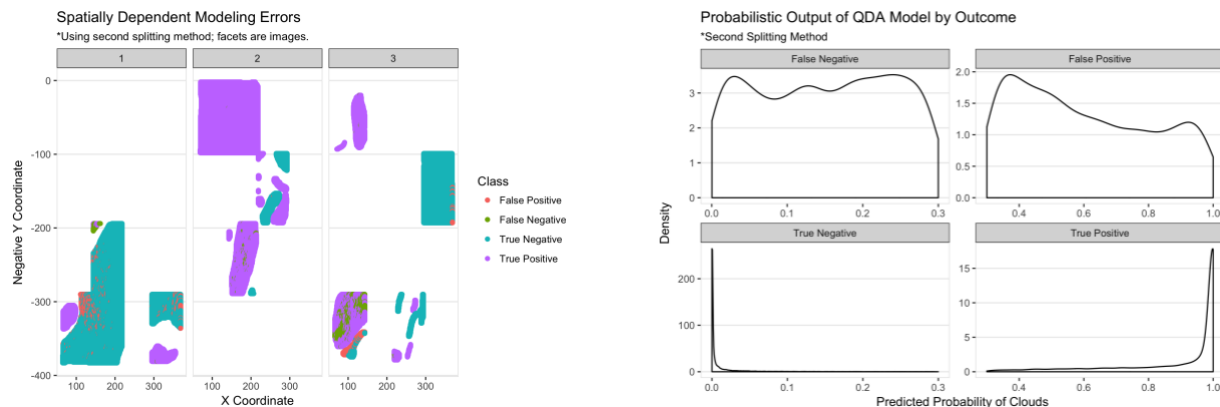 Spatially Dependent Modeling Errors
*Using second splitting method; facets are images.
1 2 3
0
-100
-200
-300
-400
Negative Y Coordinate
100 200 300 100 200 300 100 200 300
X Coordinate
Class
False Positive
False Negative
True Negative
True Positive
Probabilistic Output of QDA Model by Outcome
*Second Splitting Method
False Negative False Positive
3
2
1
0
0.0 0.1 0.2 0.3
2.0
1.5
1.0
0.5
0.0
0.4 0.6 0.8 1.0
Density
True Negative True Positive
200
100
0
0.0 0.1 0.2 0.3
15
10
5
0
0.4 0.6 0.8 1.0
Predicted Probability of Clouds